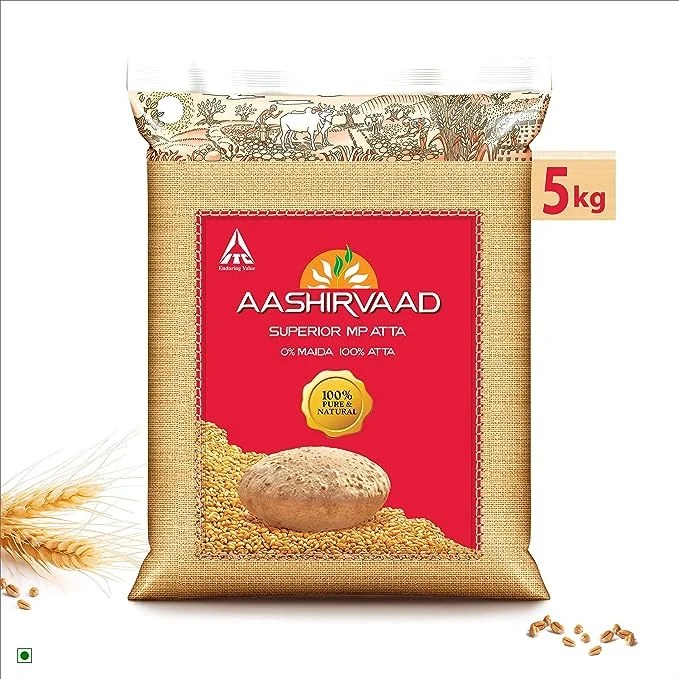 5kg
ITC
Enduring Value
AASHIRVAAD
SUPERIOR MP ATTA
0% MAIDA 100% ATTA
100%
PURE &
NATURAL